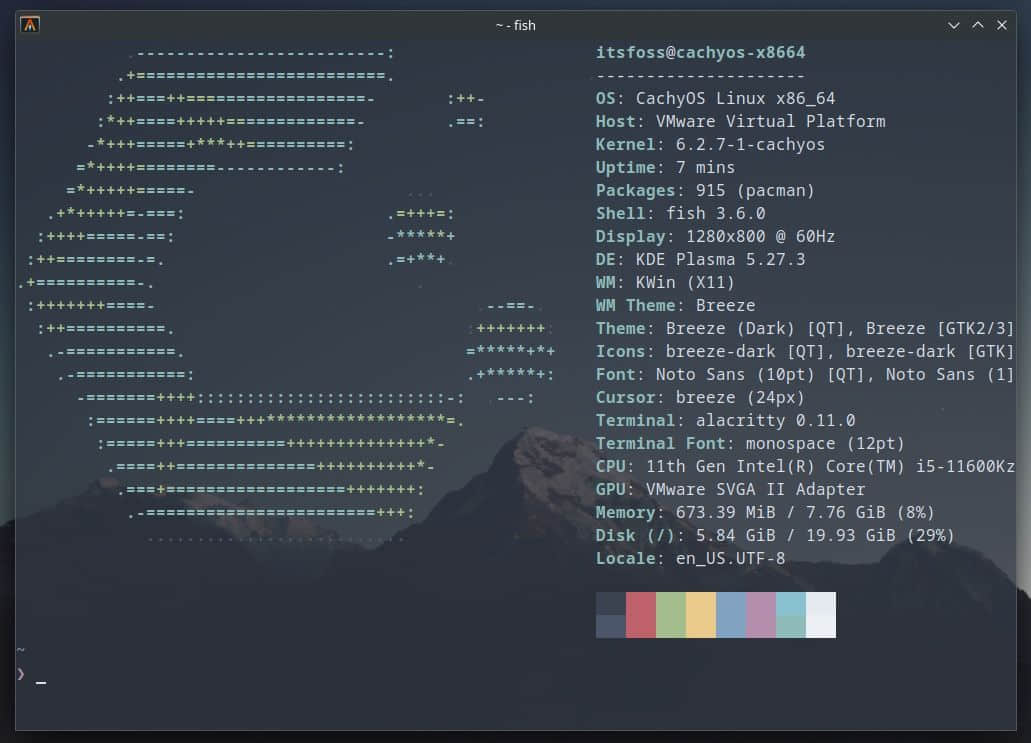 ~ - fish
itsfoss@cachyos-x8664
---------------------
OS: CachyOS Linux x86_64
Host: VMware Virtual Platform
Kernel: 6.2.7-1-cachyos
Uptime: 7 mins
Packages: 915 (pacman)
Shell: fish 3.6.0
Display: 1280x800 @ 60Hz
DE: KDE Plasma 5.27.3
WM: KWin (X11)
WM Theme: Breeze
Theme: Breeze (Dark) [QT], Breeze [GTK2/3]
Icons: breeze-dark [QT], breeze-dark [GTK]
Font: Noto Sans (10pt) [QT], Noto Sans (1]
Cursor: breeze (24px)
Terminal: alacritty 0.11.0
Terminal Font: monospace (12pt)
CPU: 11th Gen Intel(R) Core(TM) i5-11600Kz
GPU: VMware SVGA II Adapter
Memory: 673.39 MiB / 7.76 GiB (8%)
Disk (/): 5.84 GiB / 19.93 GiB (29%)
Locale: en_US.UTF-8
~
❯ _